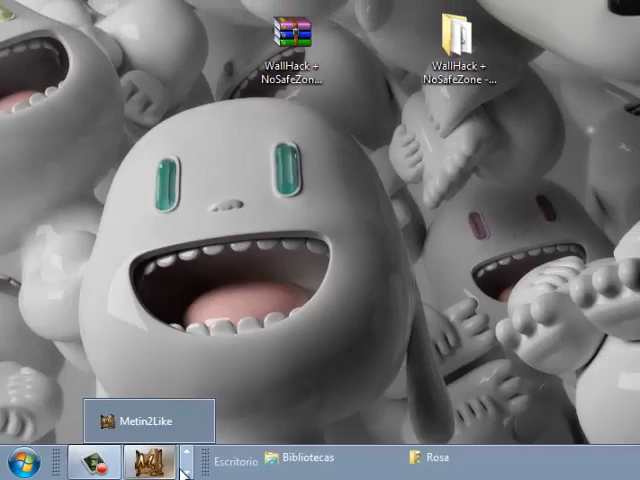 WallHack +
NoSafeZon...
WallHack +
NoSafeZone -...
Metin2Like
Escritorio
Bibliotecas
Rosa